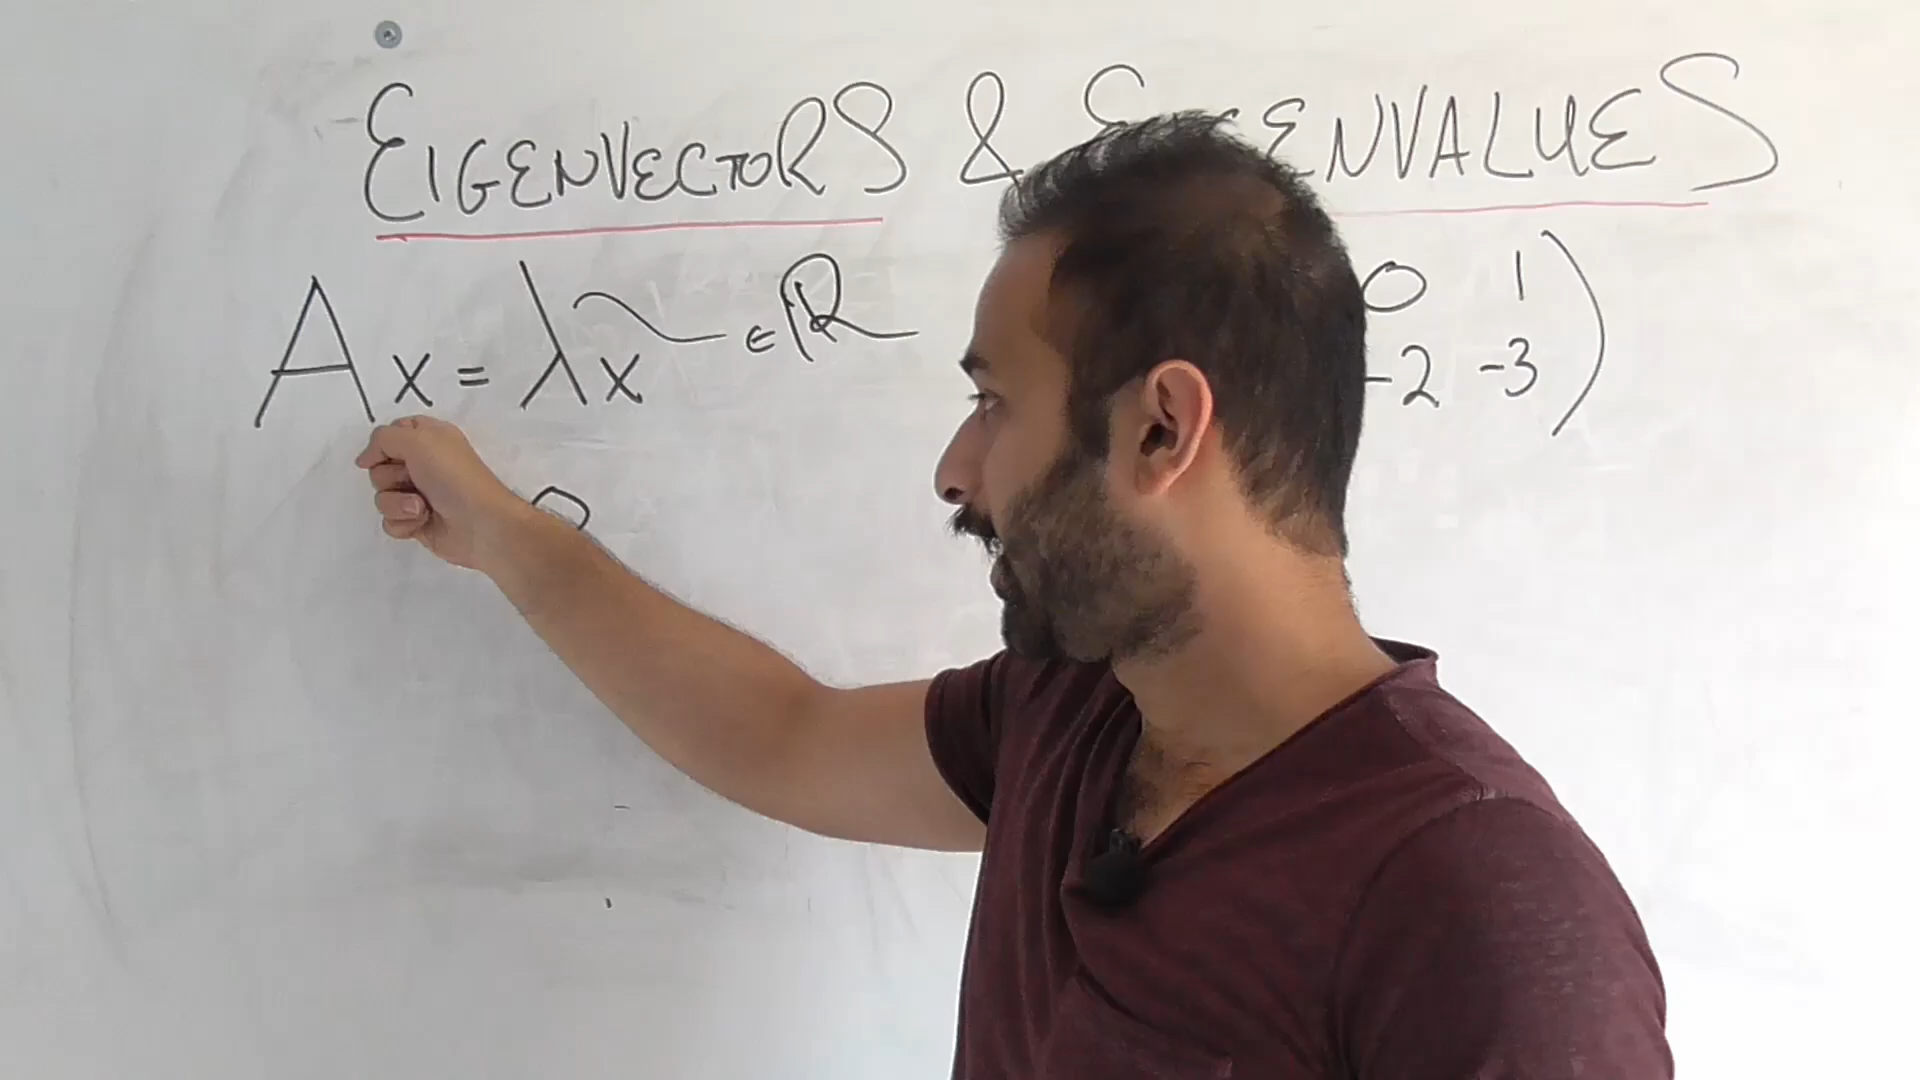 EIGENVECTORS & EIGENVALUES
Ax = λx ∈ ℝ
0 1
-2 -3